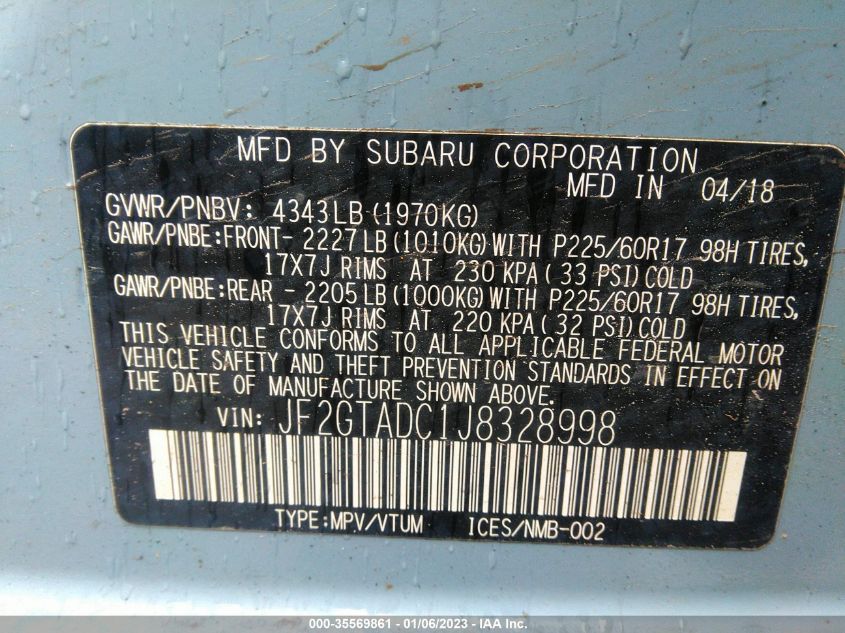 MFD BY SUBARU CORPORATION
MFD IN 04/18
GVWR/PNBV: 4343LB(1970KG)
GAWR/PNBE:FRONT- 2227LB(1010KG)WITH P225/60R17 98H TIRES,
17X7J RIMS AT 230 KPA(33 PSI)COLD
GAWR/PNBE:REAR - 2205LB(1000KG)WITH P225/60R17 98H TIRES,
17X7J RIMS AT 220 KPA(32 PSI)COLD
THIS VEHICLE CONFORMS TO ALL APPLICABLE FEDERAL MOTOR
VEHICLE SAFETY AND THEFT PREVENTION STANDARDS IN EFFECT ON
THE DATE OF MANUFACTURE SHOWN ABOVE.
VIN: JF2GTADC1J8328998
TYPE:MPV/VTUM ICES/NMB-002
000-35569861 - 01/06/2023 - IAA Inc.